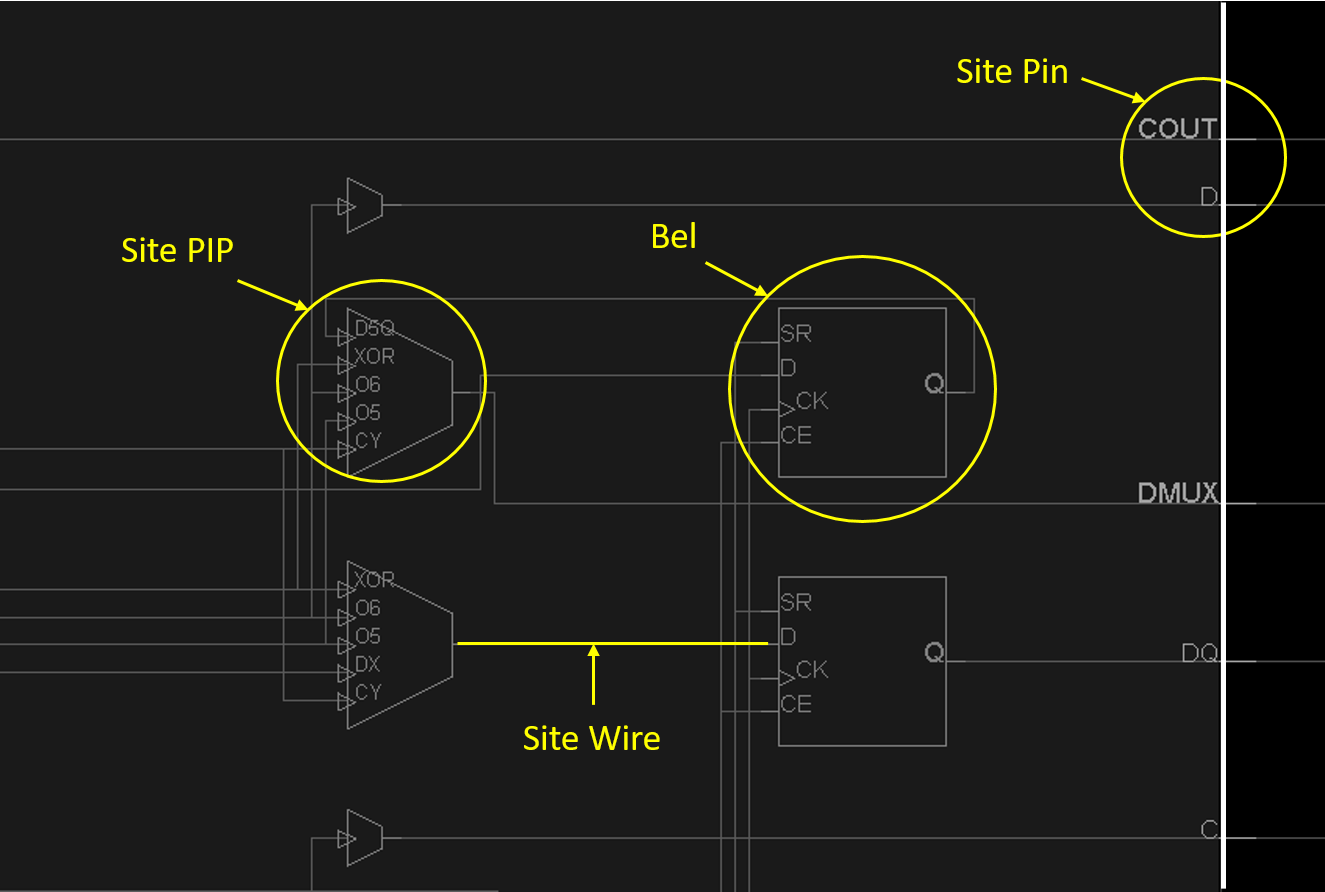 Site Pin
COUT
D
Site PIP
Bel
D5Q
XOR
O6
O5
CY
SR
D
CK
CE
Q
DMUX
XOR
O6
O5
DX
CY
SR
D
CK
CE
Q
DQ
Site Wire
C